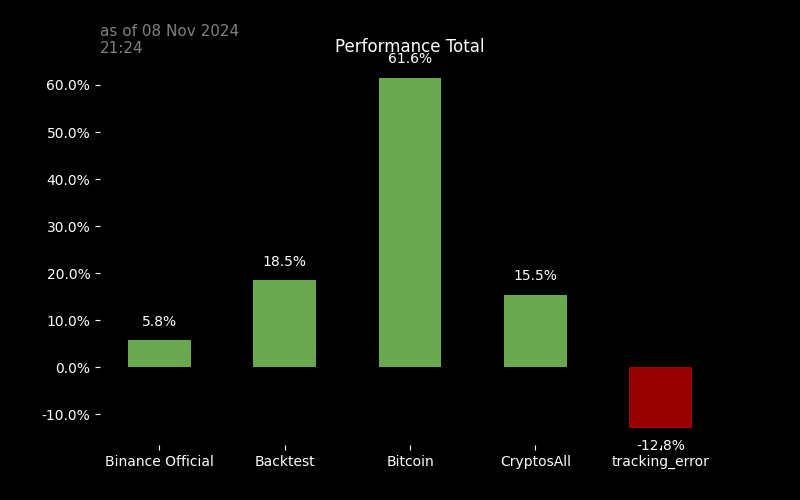 as of 08 Nov 2024
21:24
Performance Total
61.6%
60.0%
50.0%
40.0%
30.0%
20.0%
10.0%
0.0%
-10.0%
5.8%
18.5%
15.5%
-12.8%
Binance Official
Backtest
Bitcoin
CryptosAll
tracking_error